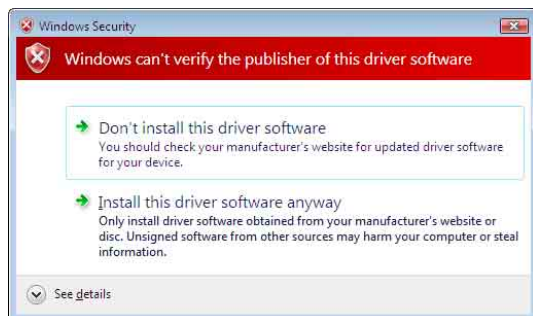 Windows Security
Windows can't verify the publisher of this driver software
Don't install this driver software
You should check your manufacturer's website for updated driver software
for your device.
Install this driver software anyway
Only install driver software obtained from your manufacturer's website or
disc. Unsigned software from other sources may harm your computer or steal
information.
See details